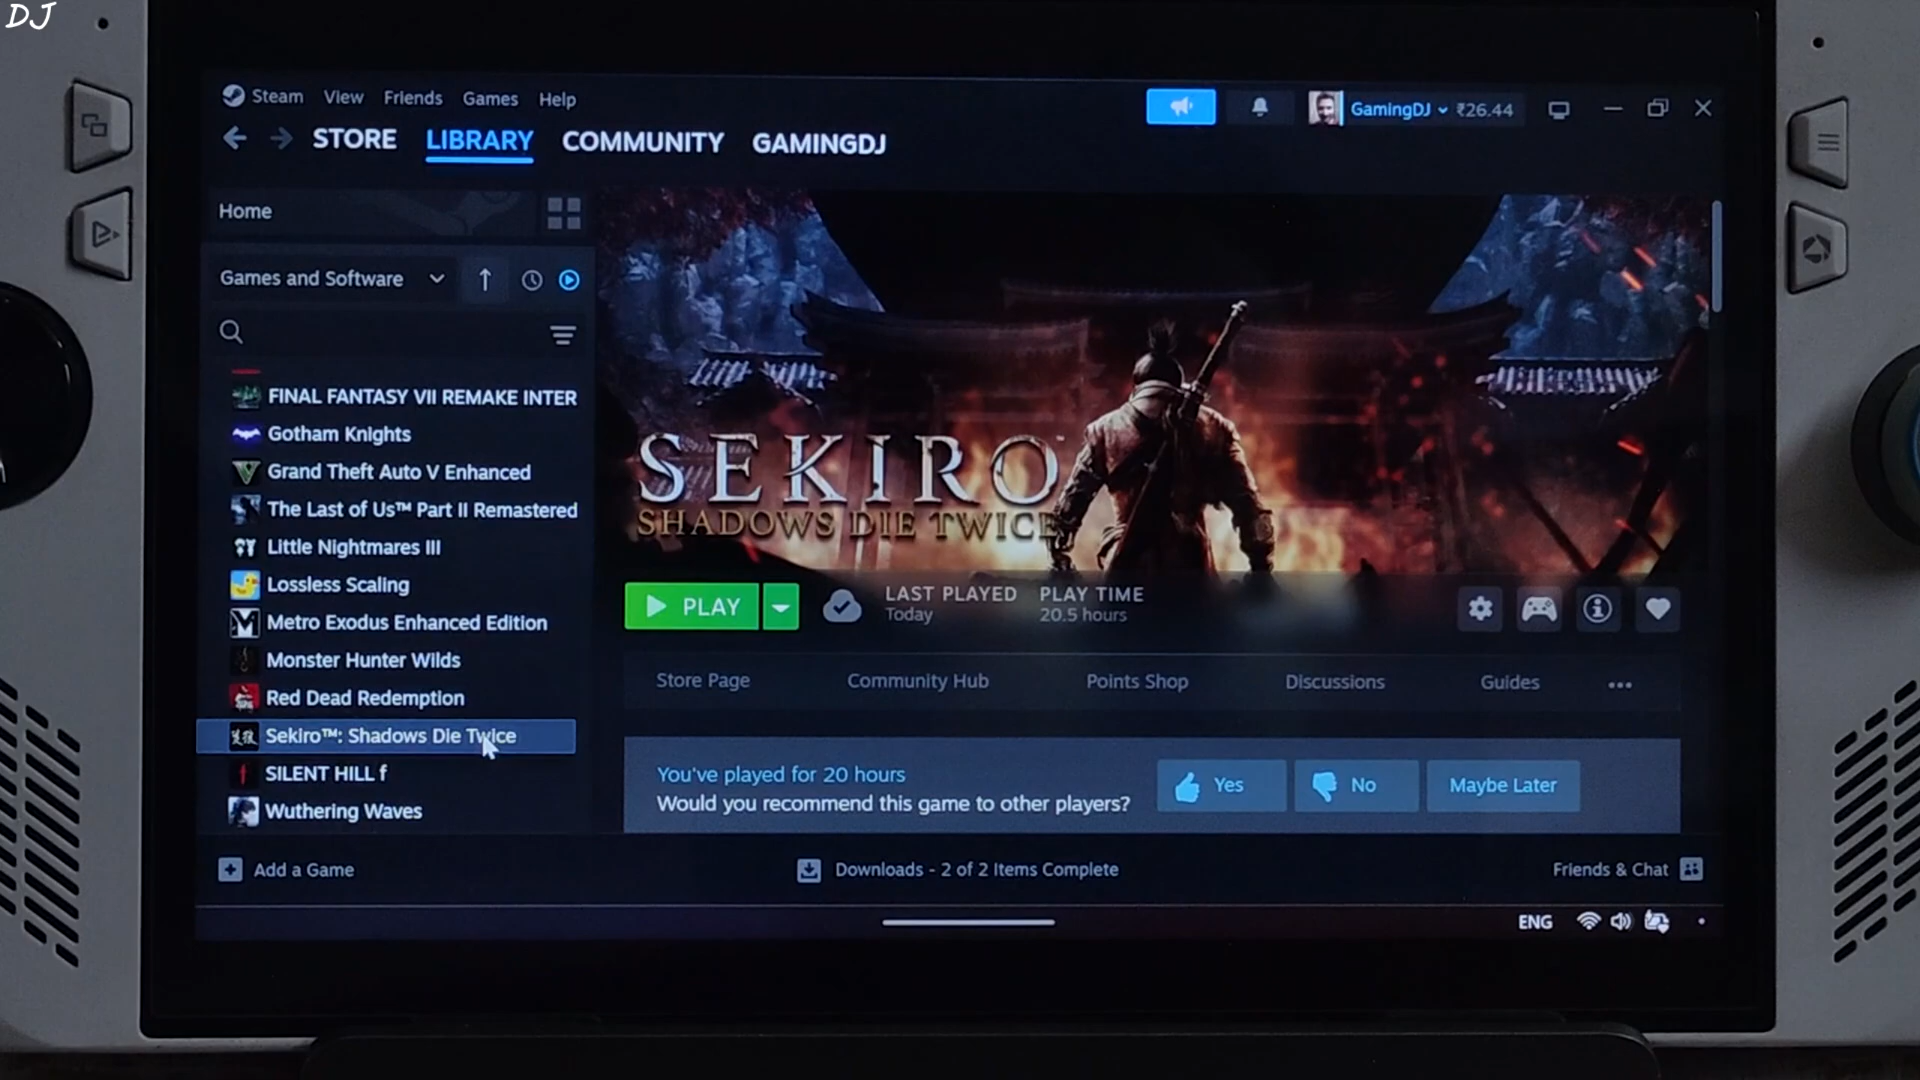 DJ
Steam View Friends Games Help
GamingDJ ₹26.44
STORE LIBRARY COMMUNITY GAMINGDJ
Home
Games and Software
FINAL FANTASY VII REMAKE INTER
Gotham Knights
Grand Theft Auto V Enhanced
The Last of Us™ Part II Remastered
Little Nightmares III
Lossless Scaling
Metro Exodus Enhanced Edition
Monster Hunter Wilds
Red Dead Redemption
Sekiro™: Shadows Die Twice
SILENT HILL f
Wuthering Waves
SEKIRO™
SHADOWS DIE TWICE
PLAY
LAST PLAYED
Today
PLAY TIME
20.5 hours
Store Page Community Hub Points Shop Discussions Guides
You've played for 20 hours
Would you recommend this game to other players?
Yes No Maybe Later
Add a Game
Downloads - 2 of 2 Items Complete
Friends & Chat
ENG